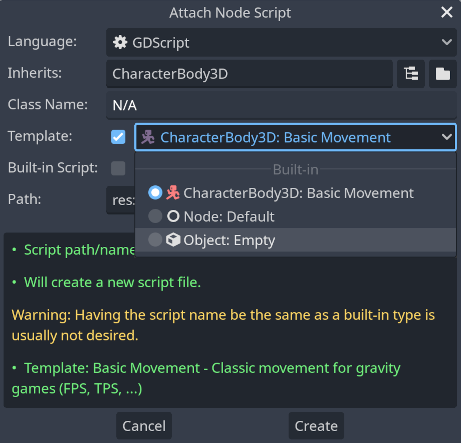 Attach Node Script
Language: GDScript
Inherits: CharacterBody3D
Class Name: N/A
Template: CharacterBody3D: Basic Movement
Built-in Script:
Built-in
CharacterBody3D: Basic Movement
Path: res:
Node: Default
Object: Empty
• Script path/name
• Will create a new script file.
Warning: Having the script name be the same as a built-in type is
usually not desired.
• Template: Basic Movement - Classic movement for gravity
games (FPS, TPS, ...)
Cancel Create